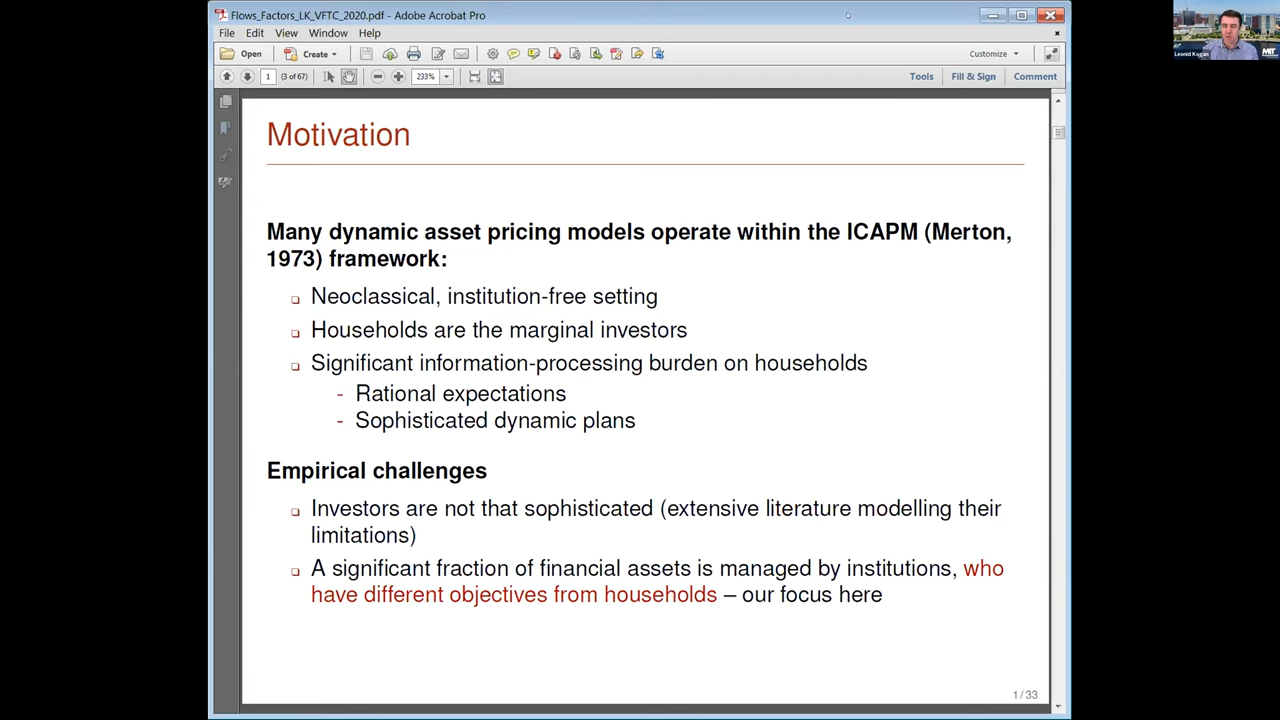 Flows_Factors_LK_VFTC_2020.pdf - Adobe Acrobat Pro
File Edit View Window Help
Open Create Customize
1 (3 of 67) 233% Tools Fill & Sign Comment
Motivation
Many dynamic asset pricing models operate within the ICAPM (Merton,
1973) framework:
Neoclassical, institution-free setting
Households are the marginal investors
Significant information-processing burden on households
- Rational expectations
- Sophisticated dynamic plans
Empirical challenges
Investors are not that sophisticated (extensive literature modelling their
limitations)
A significant fraction of financial assets is managed by institutions, who
have different objectives from households – our focus here
1 / 33
Leonid Kogan
MIT